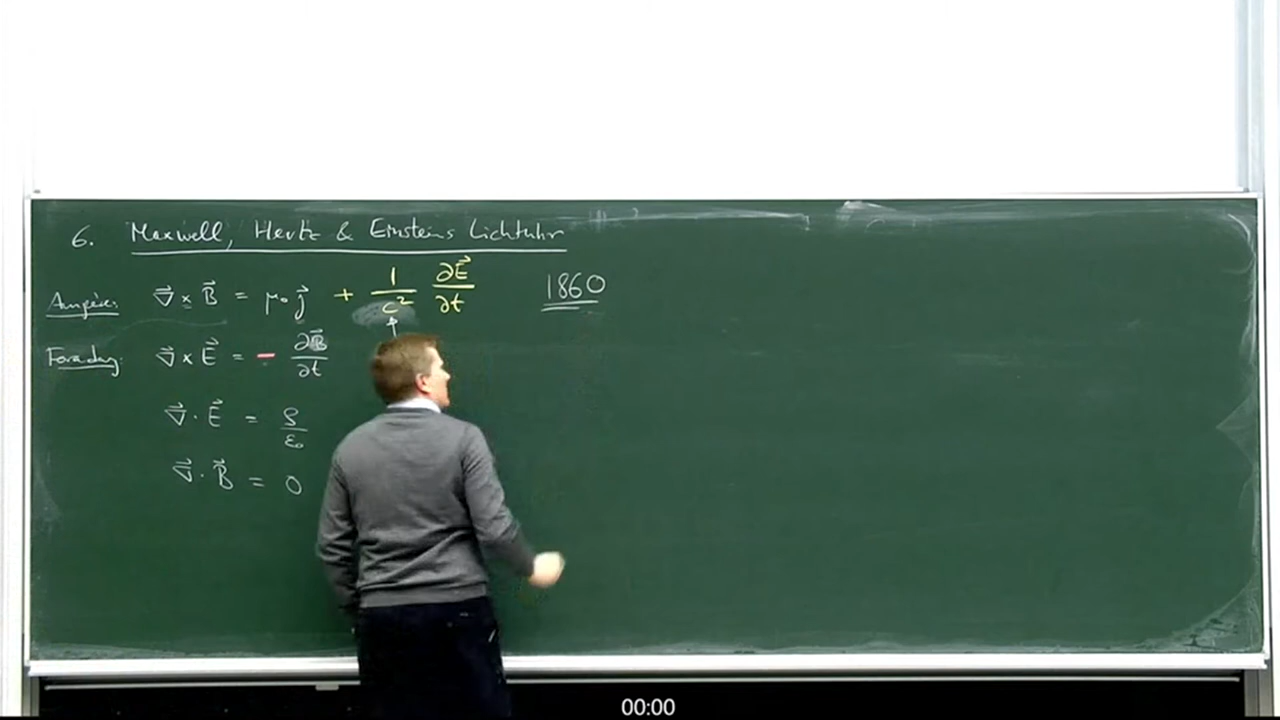 6. Maxwell, Hertz & Einsteins Lichtuhr
Ampère: ∇⃗ × B⃗ = μ₀ j⃗ + 1/c² ∂E⃗/∂t 1860
Faraday: ∇⃗ × E⃗ = − ∂B⃗/∂t
∇⃗ · E⃗ = ρ/ε₀
∇⃗ · B⃗ = 0
00:00